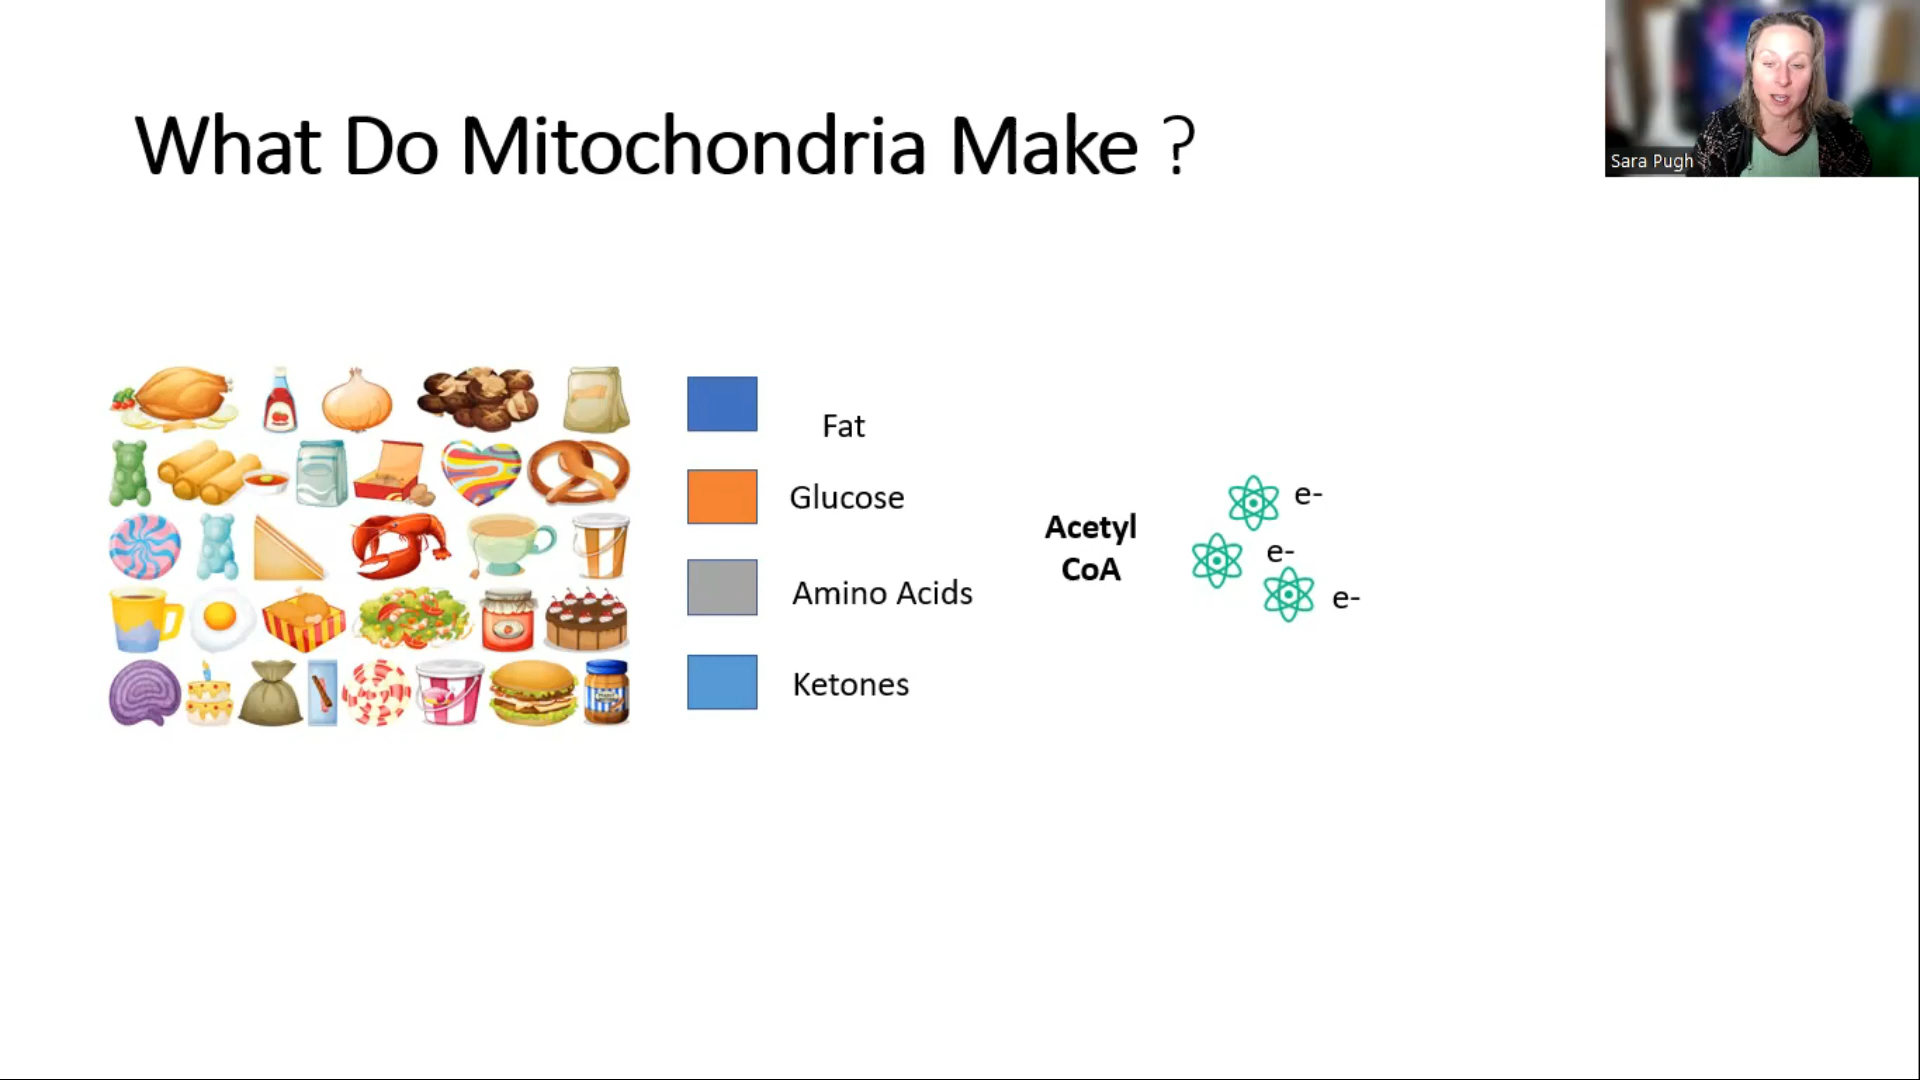 What Do Mitochondria Make ?
Sara Pugh
Fat
Glucose
Amino Acids
Ketones
Acetyl
CoA
e-
e-
e-